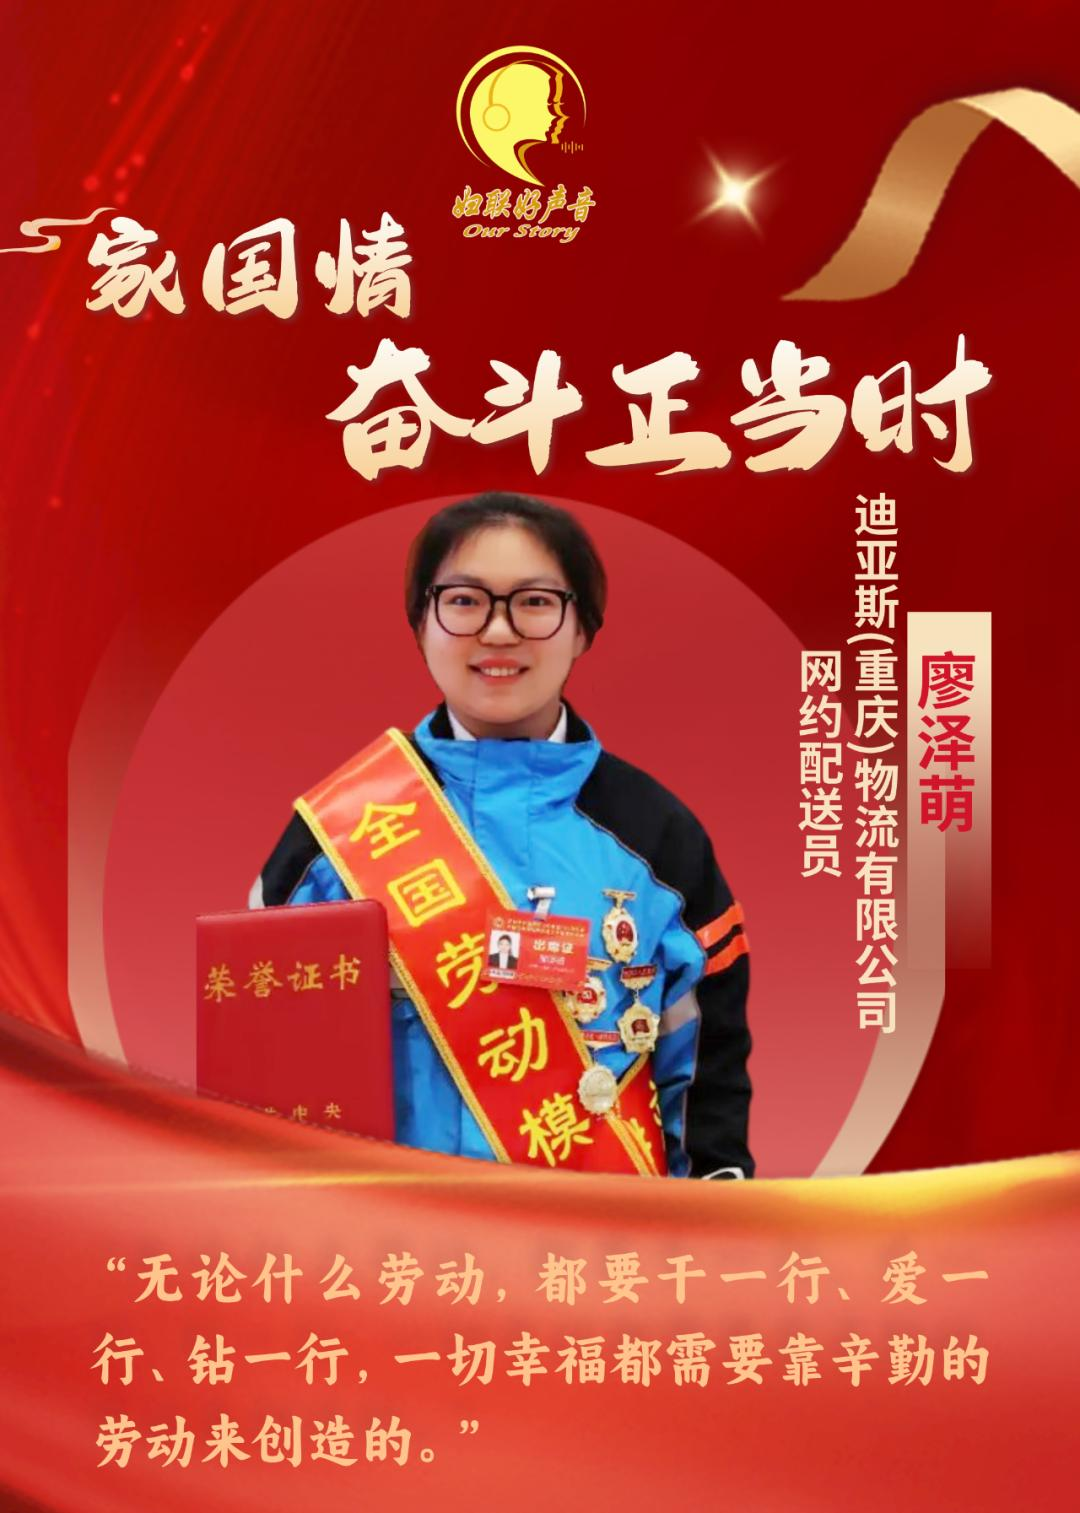 妇联好声音
Our Story
家国情
奋斗正当时
迪亚斯(重庆)物流有限公司
网约配送员
廖泽萌
全国劳动模
出席证
荣誉证书
中央
“无论什么劳动，都要干一行、爱一
行、钻一行，一切幸福都需要靠辛勤的
劳动来创造的。”